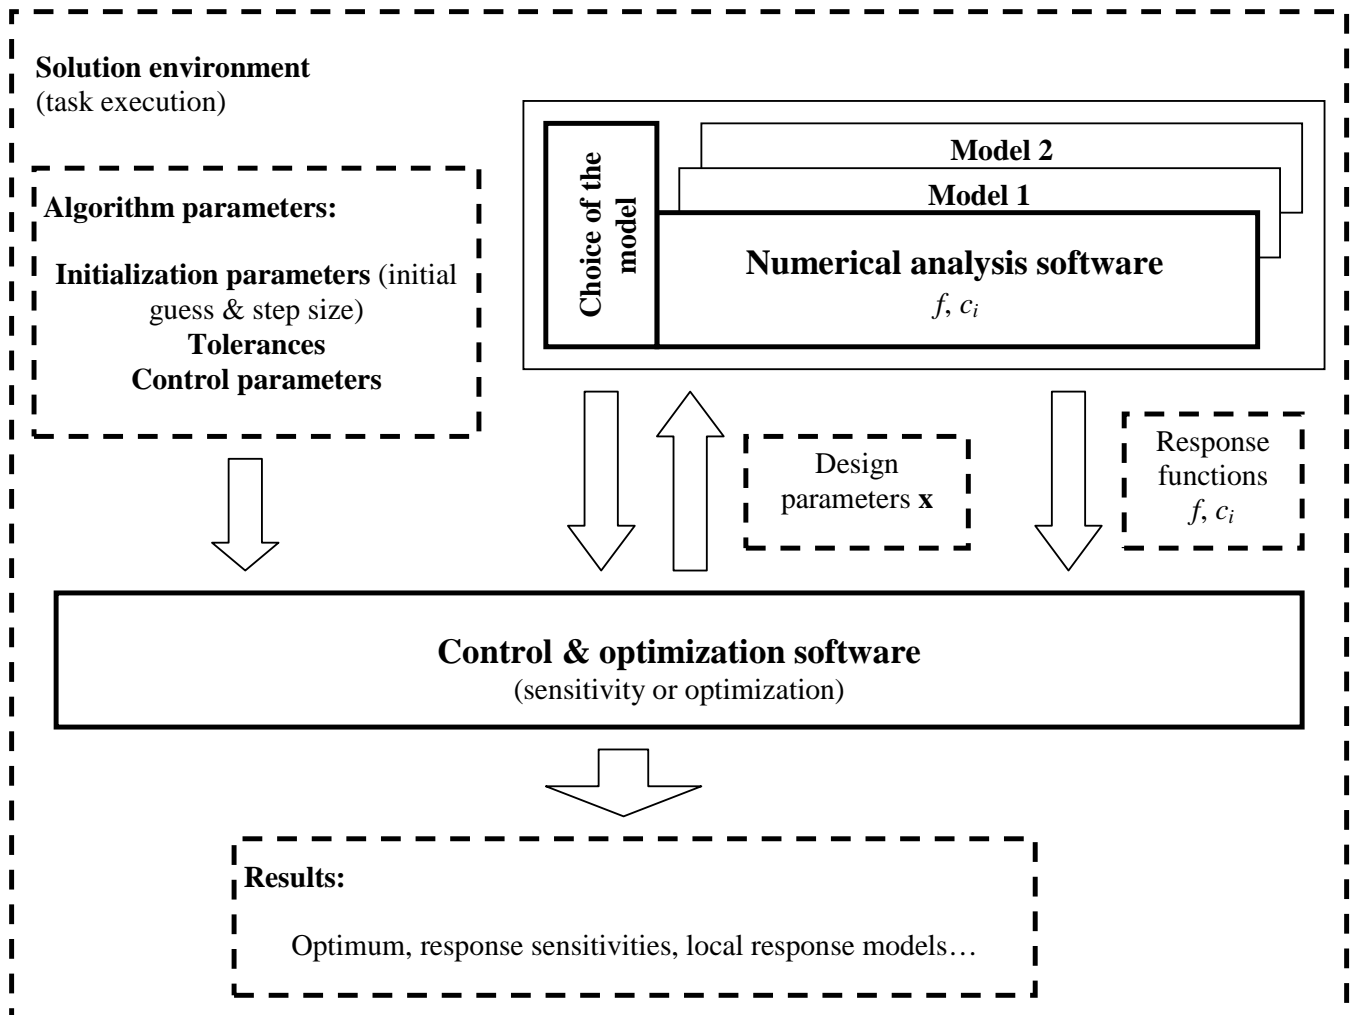 Solution environment
(task execution)
Algorithm parameters:
Initialization parameters (initial
guess & step size)
Tolerances
Control parameters
Choice of the
model
Model 2
Model 1
Numerical analysis software
f, cᵢ
Design
parameters x
Response
functions
f, cᵢ
Control & optimization software
(sensitivity or optimization)
Results:
Optimum, response sensitivities, local response models…